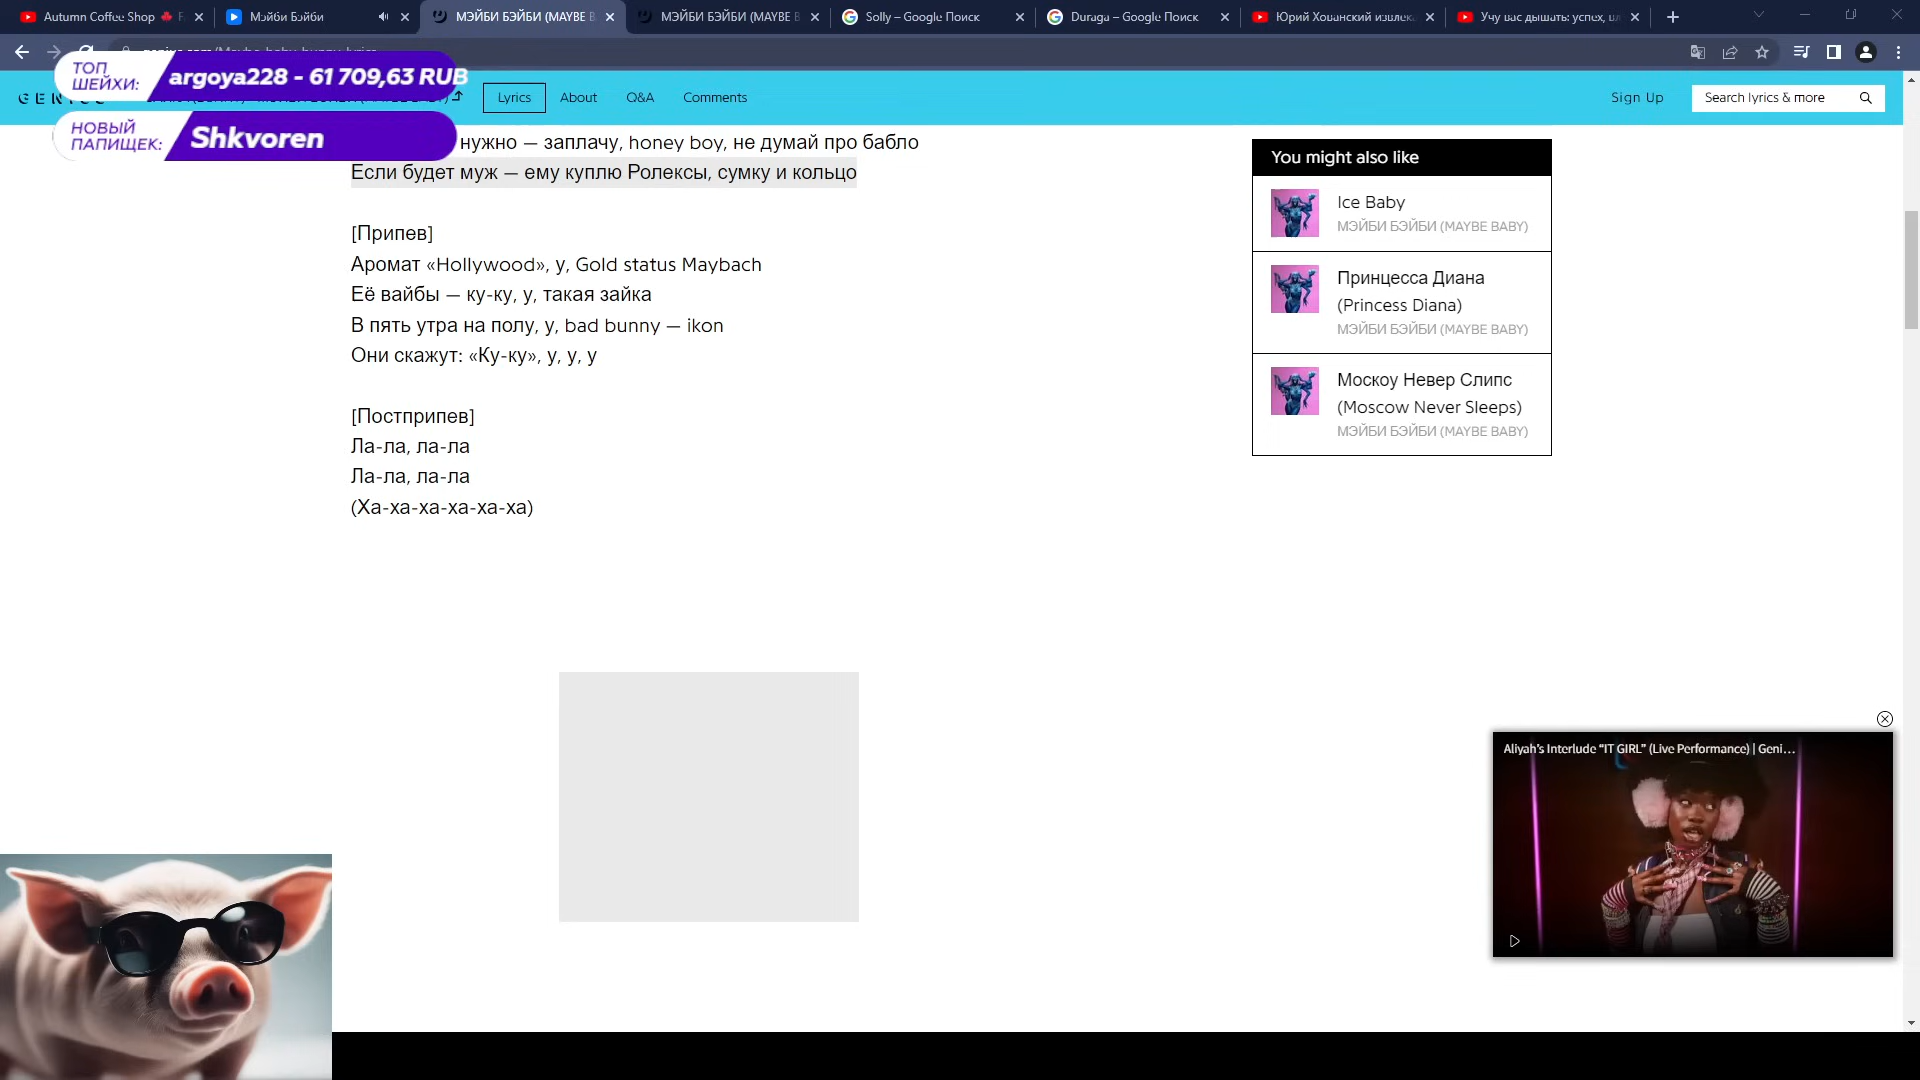 Autumn Coffee Shop
Мэйби Бэйби
МЭЙБИ БЭЙБИ (MAYBE B
МЭЙБИ БЭЙБИ (MAYBE B
Solly – Google Поиск
Duraga – Google Поиск
Юрий Хованский извлек
Учу вас дышать: успех,
ТОП
ШЕЙХИ:
argoya228 - 61 709,63 RUB
Lyrics
About
Q&A
Comments
Sign Up
Search lyrics & more
НОВЫЙ
ПАПИЩЕК:
Shkvoren
нужно — заплачу, honey boy, не думай про бабло
Если будет муж — ему куплю Ролексы, сумку и кольцо
[Припев]
Аромат «Hollywood», у, Gold status Maybach
Её вайбы — ку-ку, у, такая зайка
В пять утра на полу, у, bad bunny — ikon
Они скажут: «Ку-ку», у, у, у
[Постприпев]
Ла-ла, ла-ла
Ла-ла, ла-ла
(Ха-ха-ха-ха-ха-ха)
You might also like
Ice Baby
МЭЙБИ БЭЙБИ (MAYBE BABY)
Принцесса Диана
(Princess Diana)
МЭЙБИ БЭЙБИ (MAYBE BABY)
Москоу Невер Слипс
(Moscow Never Sleeps)
МЭЙБИ БЭЙБИ (MAYBE BABY)
Aliyah's Interlude “IT GIRL” (Live Performance) | Geni...